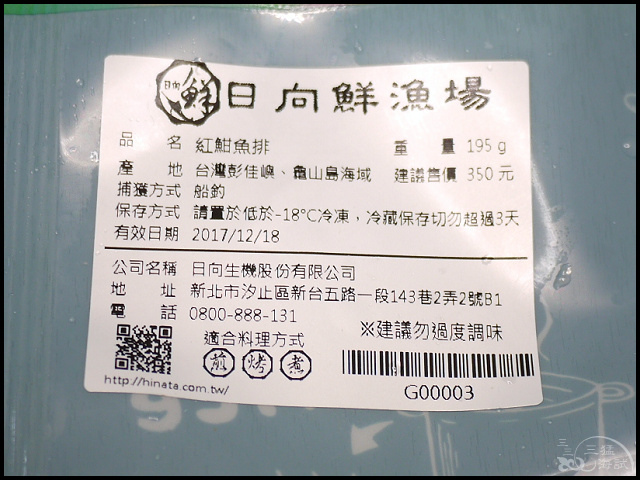 日向 鮮 日向鮮漁場
品名 紅魽魚排 重量 195 g
產地 台灣彭佳嶼、龜山島海域 建議售價 350 元
捕獲方式 船釣
保存方式 請置於低於-18°C冷凍，冷藏保存切勿超過3天
有效日期 2017/12/18
公司名稱 日向生機股份有限公司
地址 新北市汐止區新台五路一段143巷2弄2號B1
電話 0800-888-131
適合料理方式 ※建議勿過度調味
煎 烤 煮
http://hinata.com.tw/
G00003